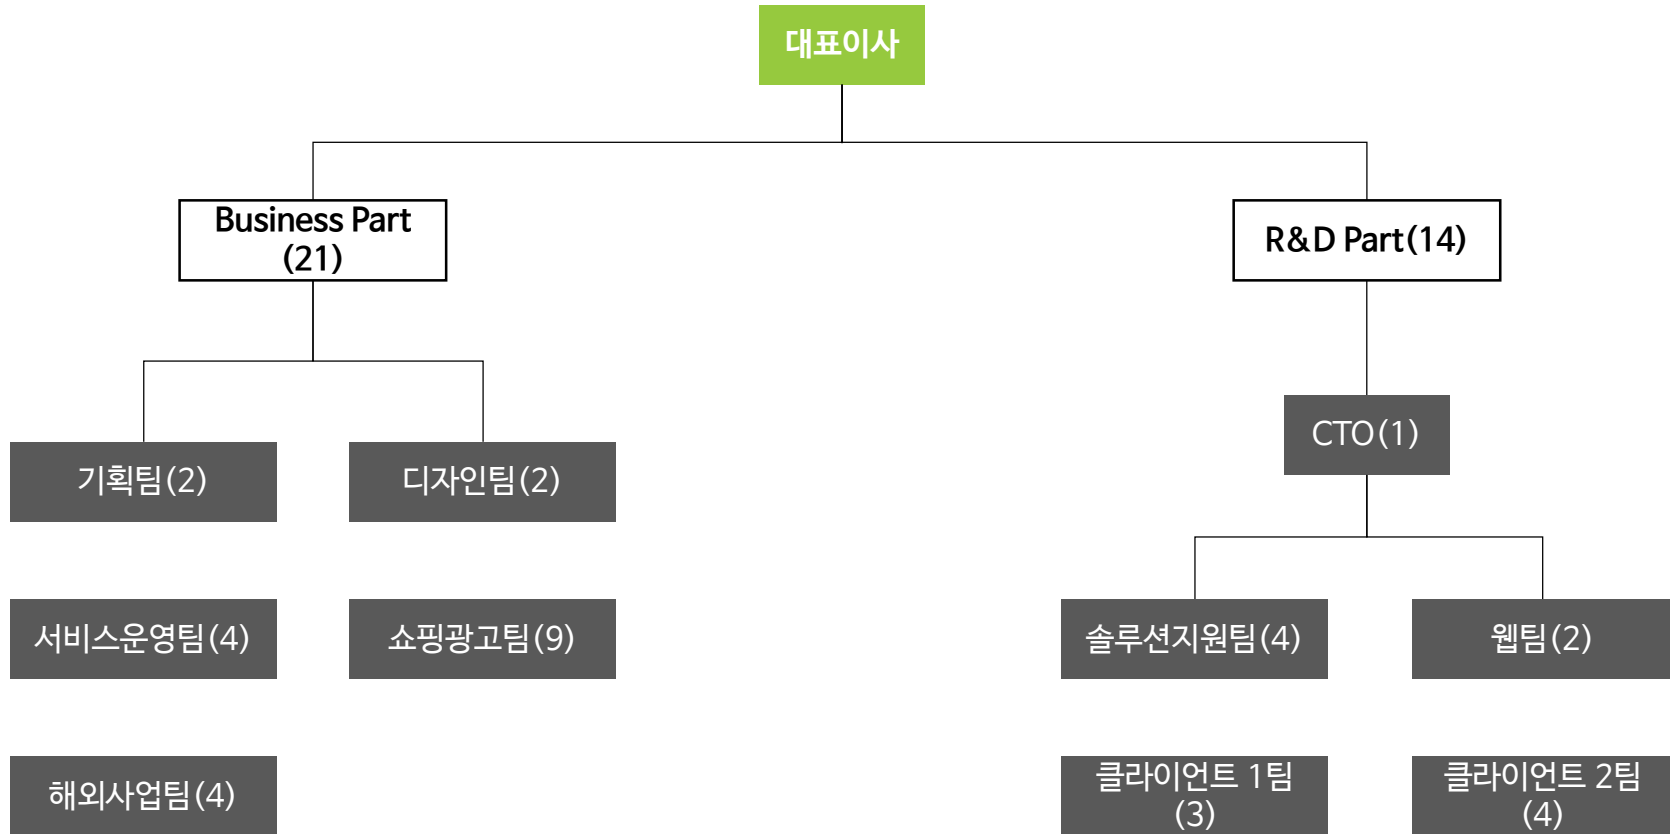 대표이사
Business Part
(21)
R&D Part(14)
CTO(1)
기획팀(2)
디자인팀(2)
서비스운영팀(4)
쇼핑광고팀(9)
솔루션지원팀(4)
웹팀(2)
해외사업팀(4)
클라이언트 1팀
(3)
클라이언트 2팀
(4)